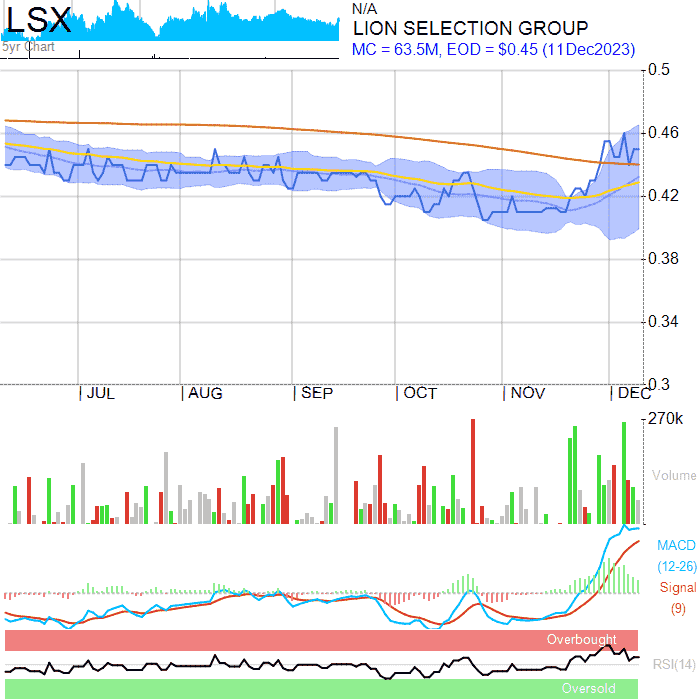 LSX
5yr Chart
N/A
LION SELECTION GROUP
MC = 63.5M, EOD = $0.45 (11Dec2023)
0.5
0.46
0.42
0.38
0.34
0.3
JUL AUG SEP OCT NOV DEC
270k
Volume
MACD
(12-26)
Signal
(9)
Overbought
RSI(14)
Oversold